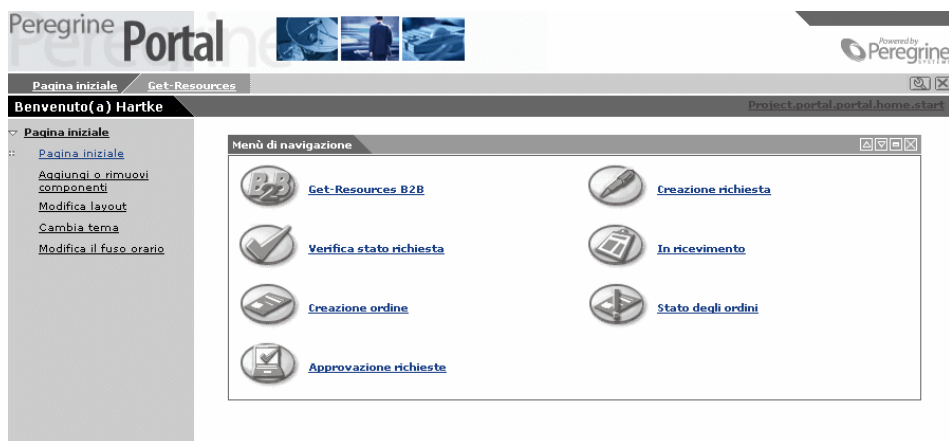 Peregrine Portal
Powered by
Peregrine
SYSTEMS
Pagina iniziale
Get-Resources
Benvenuto(a) Hartke
Project.portal.portal.home.start
Pagina iniziale
Pagina iniziale
Aggiungi o rimuovi
componenti
Modifica layout
Cambia tema
Modifica il fuso orario
Menù di navigazione
B2B
Get-Resources B2B
Creazione richiesta
Verifica stato richiesta
In ricevimento
Creazione ordine
Stato degli ordini
Approvazione richieste